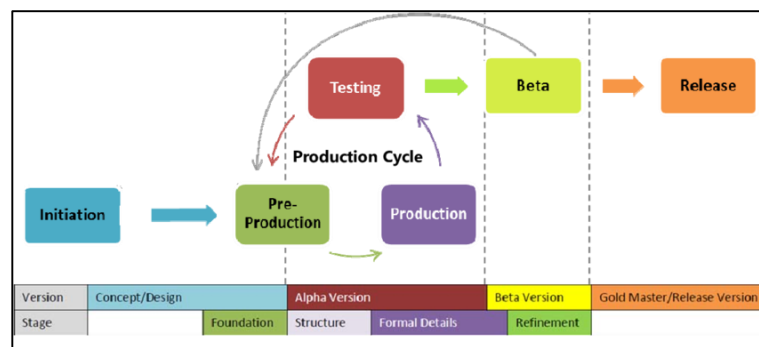 Testing
Beta
Release
Production Cycle
Initiation
Pre-
Production
Production
Version
Concept/Design
Alpha Version
Beta Version
Gold Master/Release Version
Stage
Foundation
Structure
Formal Details
Refinement